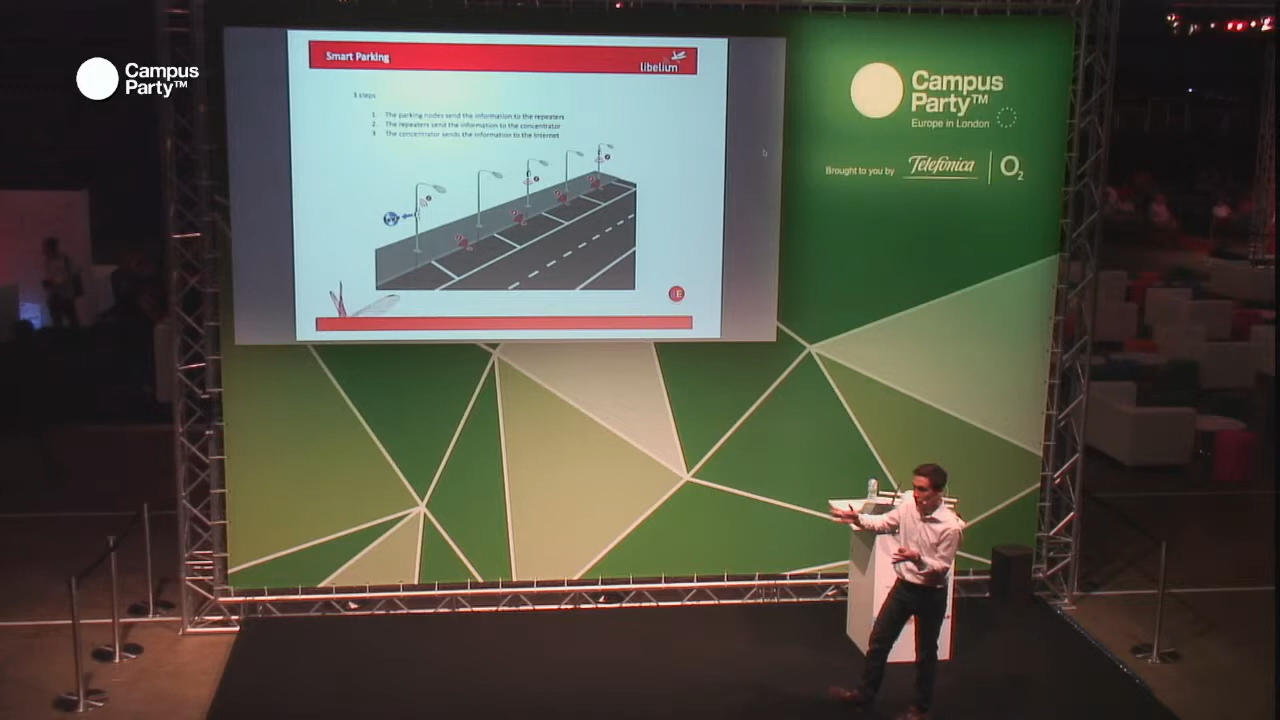 Campus
Party™
Smart Parking
libelium
3 steps
1. The parking nodes send the information to the repeaters
2. The repeaters send the information to the concentrator
3. The concentrator sends the information to the Internet
E
Campus
Party™
Europe in London
Brought to you by Telefónica O2